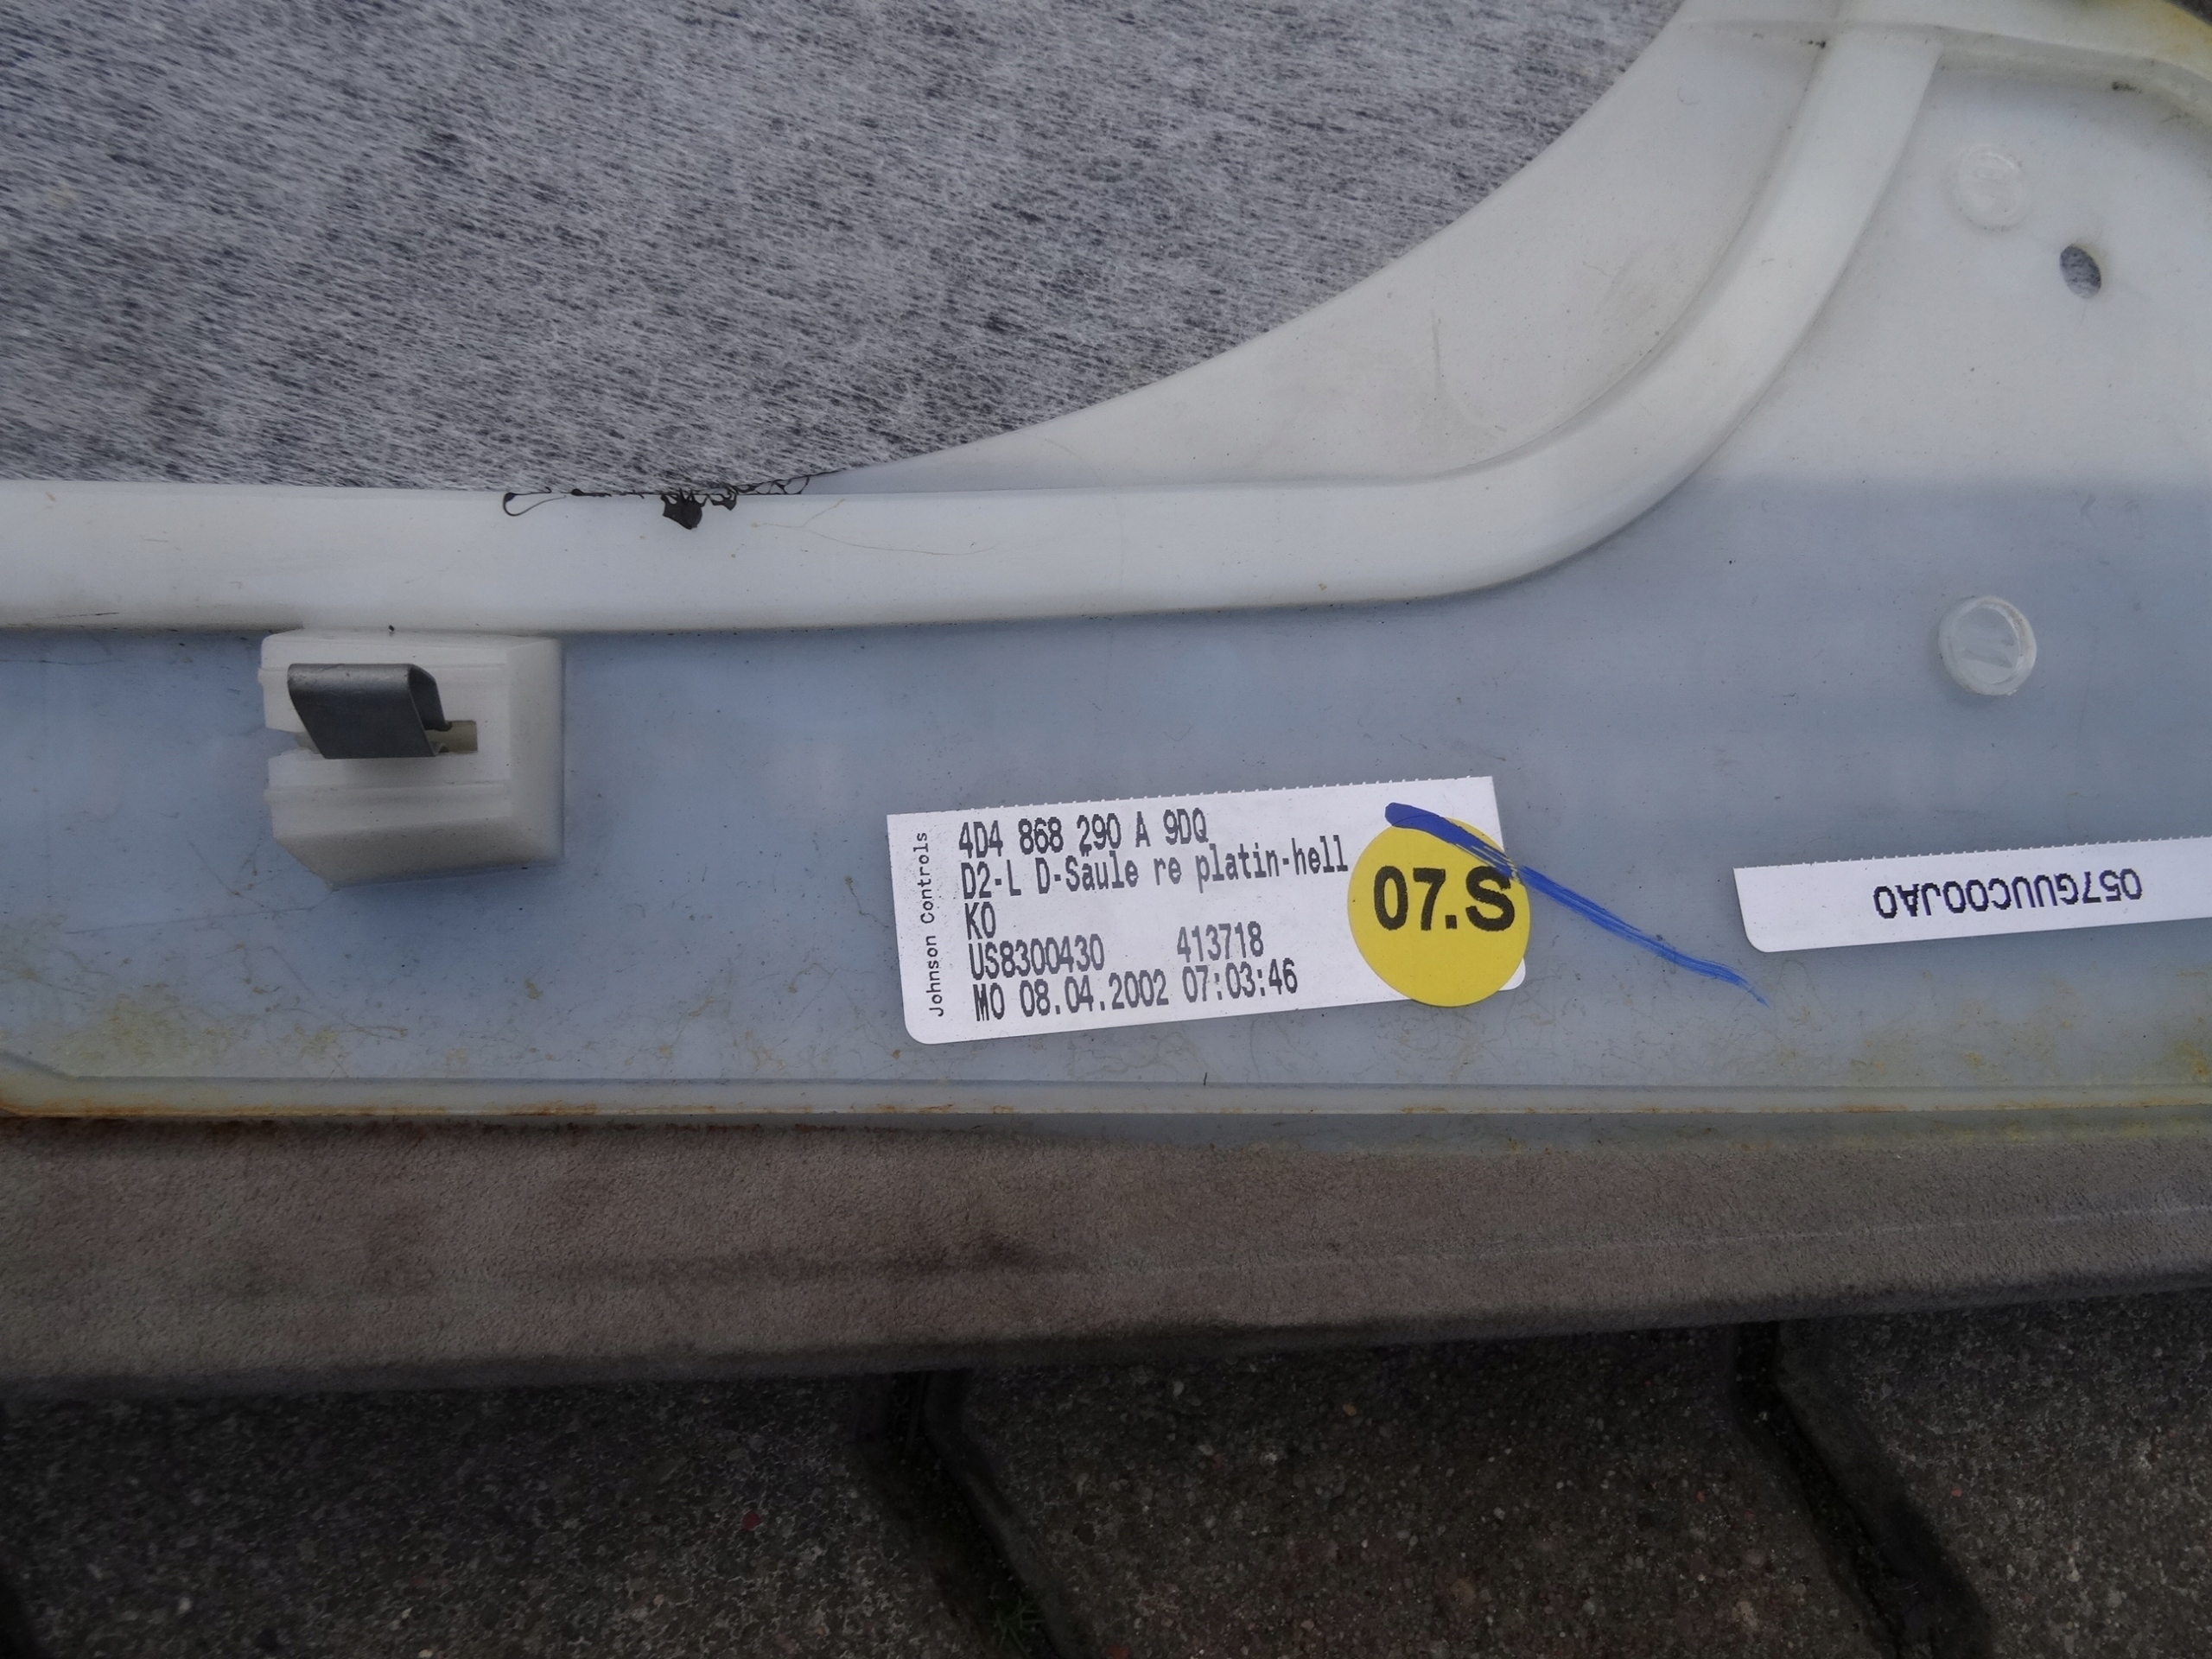 Johnson Controls
4D4 868 290 A 9DQ
D2-L D-Säule re platin-hell
KO
US8300430 413718
MO 08.04.2002 07:03:46
07.S
057GUUC00JA0